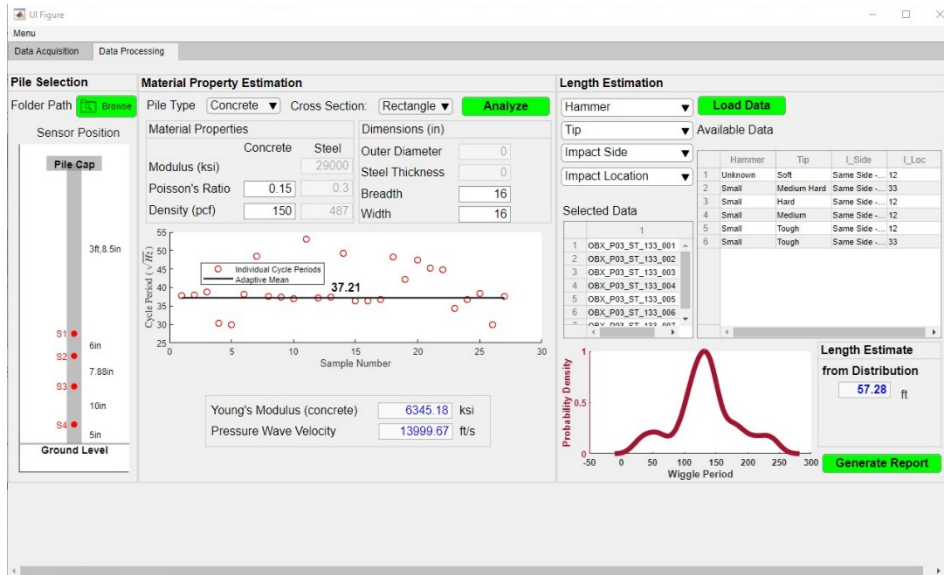 UI Figure
Menu
Data Acquisition Data Processing
Pile Selection
Folder Path Browse
Sensor Position
Pile Cap
3ft,8.5in
S1
6in
S2
7.88in
S3
10in
S4
5in
Ground Level
Material Property Estimation
Pile Type Concrete Cross Section: Rectangle Analyze
Material Properties
Concrete Steel
Modulus (ksi) 29000
Poisson's Ratio 0.15 0.3
Density (pcf) 150 487
Dimensions (in)
Outer Diameter 0
Steel Thickness 0
Breadth 16
Width 16
Cycle Period (√Hz)
55
50
45
40
35
30
25
Individual Cycle Periods
Adaptive Mean
37.21
0 5 10 15 20 25 30
Sample Number
Young's Modulus (concrete) 6345.18 ksi
Pressure Wave Velocity 13999.67 ft/s
Length Estimation
Hammer
Tip
Impact Side
Impact Location
Load Data
Available Data
Hammer Tip I_Side I_Loc
1 Unknown Soft Same Side -... 12
2 Small Medium Hard Same Side -... 33
3 Small Hard Same Side -... 12
4 Small Medium Same Side -... 12
5 Small Tough Same Side -... 12
6 Small Tough Same Side -... 33
Selected Data
1
1 OBX_P03_ST_133_001
2 OBX_P03_ST_133_002
3 OBX_P03_ST_133_003
4 OBX_P03_ST_133_004
5 OBX_P03_ST_133_005
6 OBX_P03_ST_133_006
7 OBX_P03_ST_133_007
Probability Density
1
0.5
0
-50 0 50 100 150 200 250 300
Wiggle Period
Length Estimate
from Distribution
57.28 ft
Generate Report